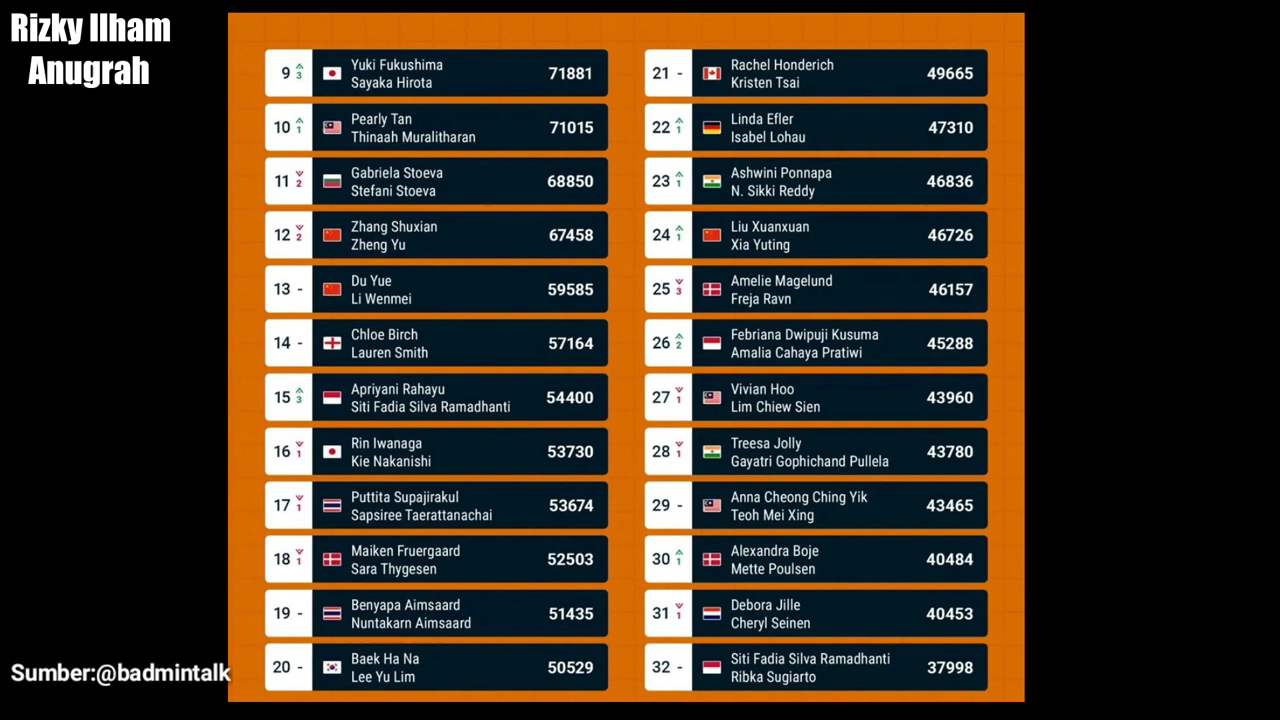 Rizky Ilham
Anugrah
9 3 Yuki Fukushima
Sayaka Hirota 71881
10 1 Pearly Tan
Thinaah Muralitharan 71015
11 2 Gabriela Stoeva
Stefani Stoeva 68850
12 2 Zhang Shuxian
Zheng Yu 67458
13 - Du Yue
Li Wenmei 59585
14 - Chloe Birch
Lauren Smith 57164
15 3 Apriyani Rahayu
Siti Fadia Silva Ramadhanti 54400
16 1 Rin Iwanaga
Kie Nakanishi 53730
17 1 Puttita Supajirakul
Sapsiree Taerattanachai 53674
18 1 Maiken Fruergaard
Sara Thygesen 52503
19 - Benyapa Aimsaard
Nuntakarn Aimsaard 51435
20 - Baek Ha Na
Lee Yu Lim 50529
21 - Rachel Honderich
Kristen Tsai 49665
22 1 Linda Efler
Isabel Lohau 47310
23 1 Ashwini Ponnapa
N. Sikki Reddy 46836
24 1 Liu Xuanxuan
Xia Yuting 46726
25 3 Amelie Magelund
Freja Ravn 46157
26 2 Febriana Dwipuji Kusuma
Amalia Cahaya Pratiwi 45288
27 1 Vivian Hoo
Lim Chiew Sien 43960
28 1 Treesa Jolly
Gayatri Gophichand Pullela 43780
29 - Anna Cheong Ching Yik
Teoh Mei Xing 43465
30 1 Alexandra Boje
Mette Poulsen 40484
31 1 Debora Jille
Cheryl Seinen 40453
32 - Siti Fadia Silva Ramadhanti
Ribka Sugiarto 37998
Sumber:@badmintalk